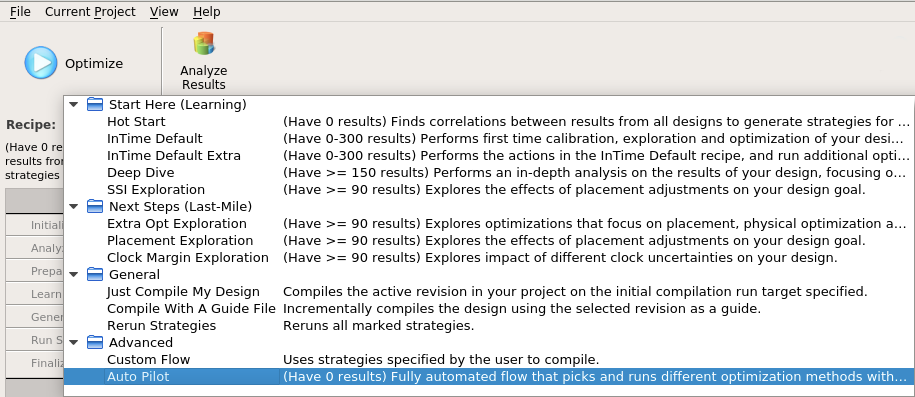 File Current Project View Help
Optimize
Analyze
Results
Recipe:
(Have 0 re
results fro
strategies
Start Here (Learning)
Hot Start (Have 0 results) Finds correlations between results from all designs to generate strategies for ...
InTime Default (Have 0-300 results) Performs first time calibration, exploration and optimization of your desi...
InTime Default Extra (Have 0-300 results) Performs the actions in the InTime Default recipe, and run additional opti...
Deep Dive (Have >= 150 results) Performs an in-depth analysis on the results of your design, focusing o...
SSI Exploration (Have >= 90 results) Explores the effects of placement adjustments on your design goal.
Next Steps (Last-Mile)
Extra Opt Exploration (Have >= 90 results) Explores optimizations that focus on placement, physical optimization a...
Placement Exploration (Have >= 90 results) Explores the effects of placement adjustments on your design goal.
Clock Margin Exploration (Have >= 90 results) Explores impact of different clock uncertainties on your design.
General
Just Compile My Design Compiles the active revision in your project on the initial compilation run target specified.
Compile With A Guide File Incrementally compiles the design using the selected revision as a guide.
Rerun Strategies Reruns all marked strategies.
Advanced
Custom Flow Uses strategies specified by the user to compile.
Auto Pilot (Have 0 results) Fully automated flow that picks and runs different optimization methods with...
Initiali
Analy
Prepa
Learn
Gener
Run S
Finaliz